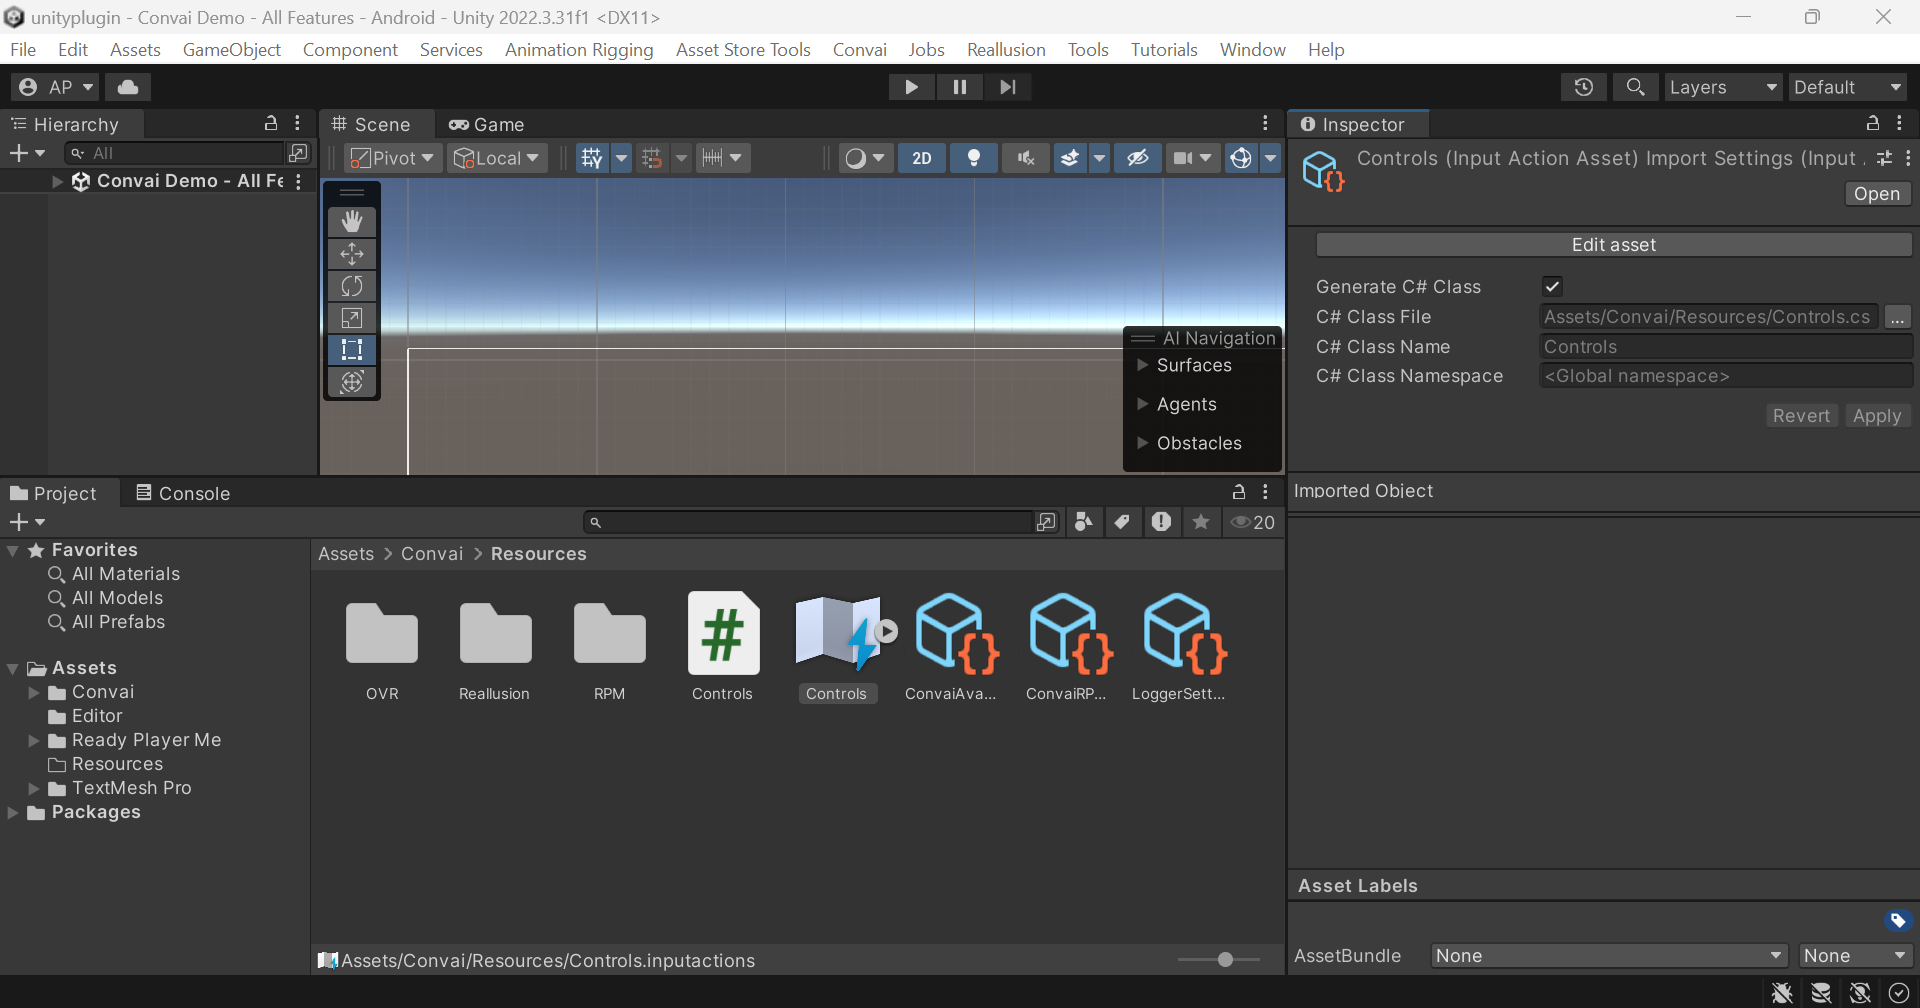 unityplugin - Convai Demo - All Features - Android - Unity 2022.3.31f1 <DX11>
File Edit Assets GameObject Component Services Animation Rigging Asset Store Tools Convai Jobs Reallusion Tools Tutorials Window Help
AP Layers Default
Hierarchy
All
Convai Demo - All Fe
Scene Game
Pivot Local 2D
AI Navigation
Surfaces
Agents
Obstacles
Inspector
Controls (Input Action Asset) Import Settings (Input .
Open
Edit asset
Generate C# Class
C# Class File Assets/Convai/Resources/Controls.cs ...
C# Class Name Controls
C# Class Namespace <Global namespace>
Revert Apply
Imported Object
Project Console
20
Favorites
All Materials
All Models
All Prefabs
Assets
Convai
Editor
Ready Player Me
Resources
TextMesh Pro
Packages
Assets > Convai > Resources
OVR Reallusion RPM Controls Controls ConvaiAva... ConvaiRP... LoggerSett...
Assets/Convai/Resources/Controls.inputactions
Asset Labels
AssetBundle None None